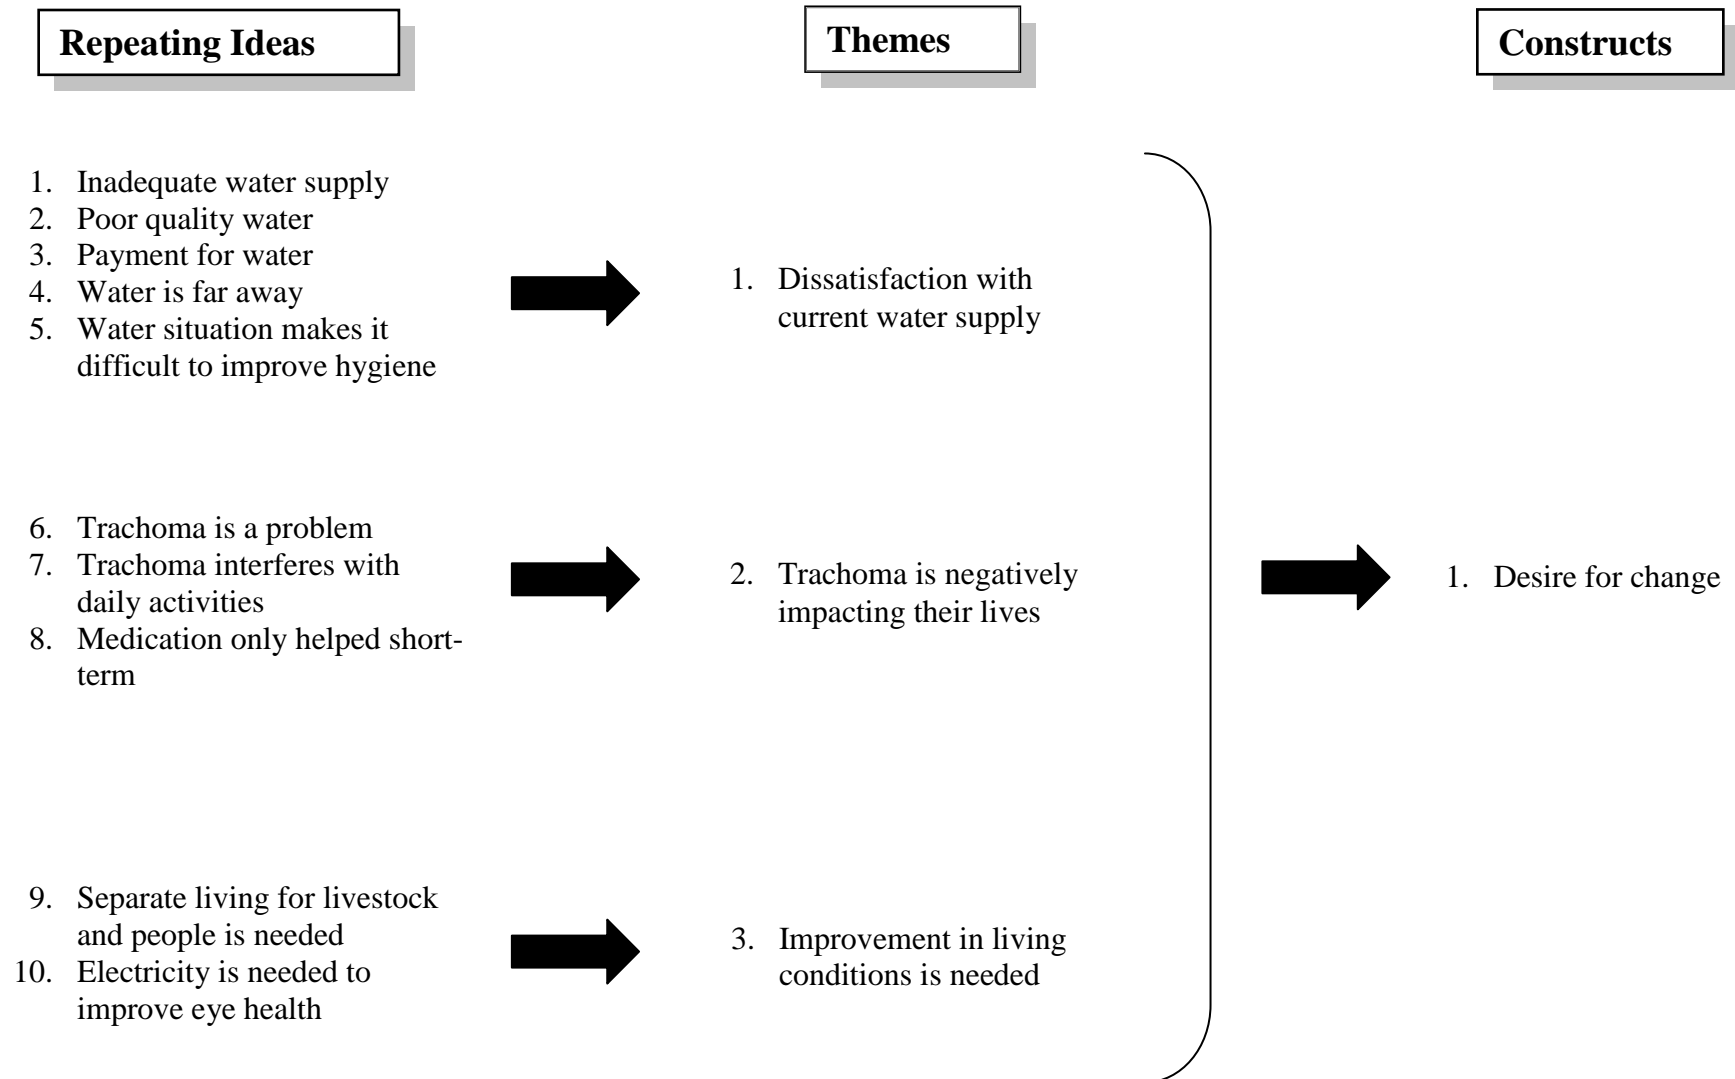 Repeating Ideas
Themes
Constructs
1. Inadequate water supply
2. Poor quality water
3. Payment for water
4. Water is far away
5. Water situation makes it
difficult to improve hygiene
1. Dissatisfaction with
current water supply
6. Trachoma is a problem
7. Trachoma interferes with
daily activities
8. Medication only helped short-
term
2. Trachoma is negatively
impacting their lives
1. Desire for change
9. Separate living for livestock
and people is needed
10. Electricity is needed to
improve eye health
3. Improvement in living
conditions is needed